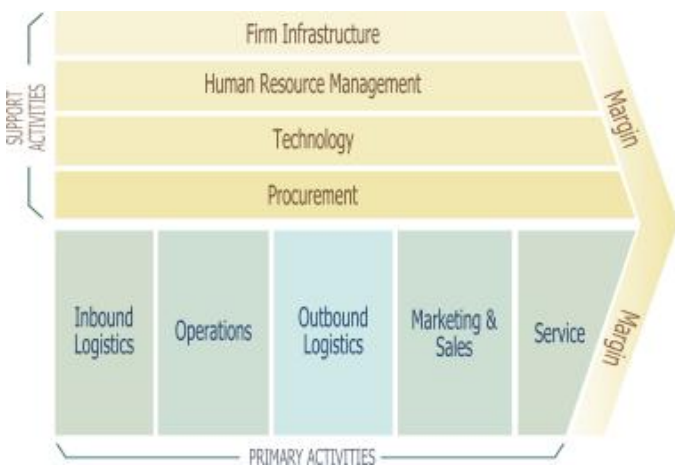 Firm Infrastructure
Human Resource Management
Technology
Procurement
SUPPORT
ACTIVITIES
Margin
Inbound
Logistics
Operations
Outbound
Logistics
Marketing &
Sales
Service
Margin
PRIMARY ACTIVITIES